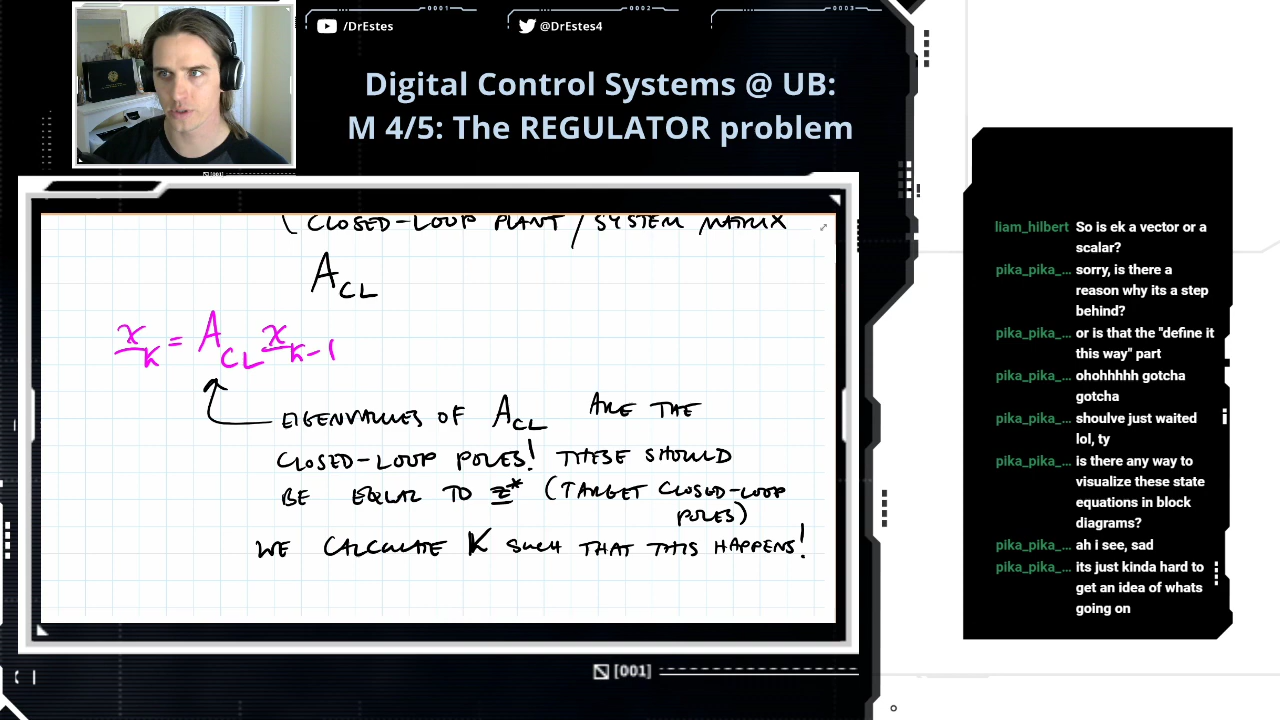 0001
0002
0003
/DrEstes
@DrEstes4
Digital Control Systems @ UB:
M 4/5: The REGULATOR problem
[001]
( CLOSED-LOOP PLANT / SYSTEM MATRIX
A_CL
x_K = A_CL x_K-1
EIGENVALUES OF A_CL ARE THE
CLOSED-LOOP POLES! THESE SHOULD
BE EQUAL TO z* (TARGET CLOSED-LOOP
POLES)
WE CALCULATE K SUCH THAT THIS HAPPENS!
[001]
liam_hilbert So is ek a vector or a
scalar?
pika_pika_... sorry, is there a
reason why its a step
behind?
pika_pika_... or is that the "define it
this way" part
pika_pika_... ohohhhhh gotcha
gotcha
pika_pika_... shoulve just waited
lol, ty
pika_pika_... is there any way to
visualize these state
equations in block
diagrams?
pika_pika_... ah i see, sad
pika_pika_... its just kinda hard to
get an idea of whats
going on